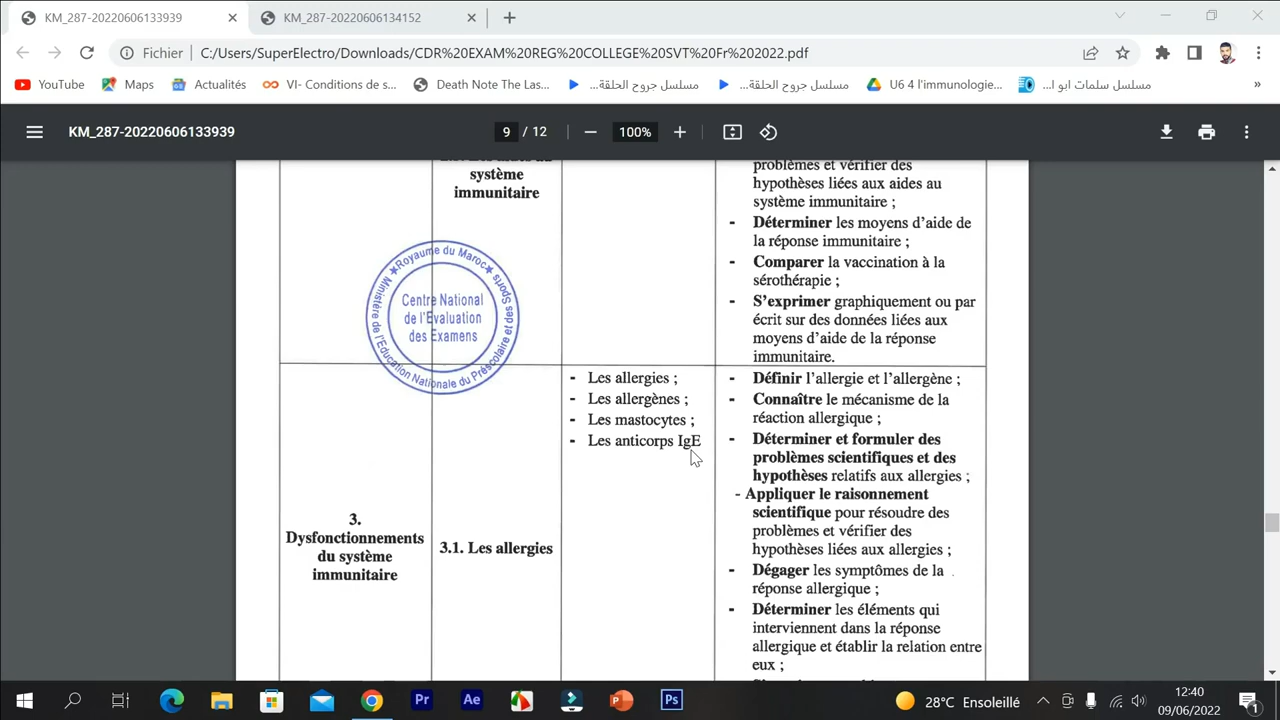 KM_287-20220606133939
KM_287-20220606134152
Fichier
C:/Users/SuperElectro/Downloads/CDR%20EXAM%20REG%20COLLEGE%20SVT%20Fr%202022.pdf
YouTube
Maps
Actualités
VI- Conditions de s...
Death Note The Las...
مسلسل جروح الحلقة...
مسلسل جروح الحلقة...
U6 4 l'immunologie...
مسلسل سلمات ابو ا...
»
KM_287-20220606133939
9 / 12
100%
système
immunitaire
problèmes et vérifier des
hypothèses liées aux aides au
système immunitaire ;
- Déterminer les moyens d'aide de
la réponse immunitaire ;
- Comparer la vaccination à la
sérothérapie ;
- S'exprimer graphiquement ou par
écrit sur des données liées aux
moyens d'aide de la réponse
immunitaire.
★Royaume du Maroc★
Ministère de l'Education Nationale du Préscolaire et des Sports
Centre National
de l'Evaluation
des Examens
3.
Dysfonctionnements
du système
immunitaire
3.1. Les allergies
- Les allergies ;
- Les allergènes ;
- Les mastocytes ;
- Les anticorps IgE
- Définir l'allergie et l'allergène ;
- Connaître le mécanisme de la
réaction allergique ;
- Déterminer et formuler des
problèmes scientifiques et des
hypothèses relatifs aux allergies ;
- Appliquer le raisonnement
scientifique pour résoudre des
problèmes et vérifier des
hypothèses liées aux allergies ;
- Dégager les symptômes de la
réponse allergique ;
- Déterminer les éléments qui
interviennent dans la réponse
allergique et établir la relation entre
eux ;
Pr
Ae
Ps
28°C Ensoleillé
12:40
09/06/2022
1